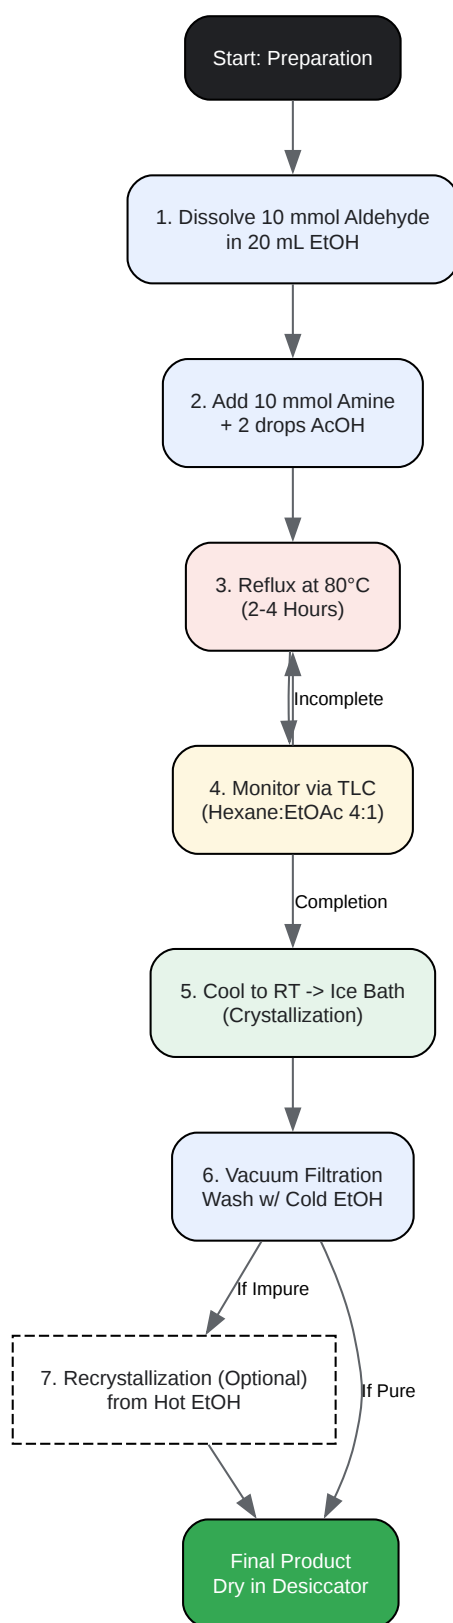 Start: Preparation
1. Dissolve 10 mmol Aldehyde
in 20 mL EtOH
2. Add 10 mmol Amine
+ 2 drops AcOH
3. Reflux at 80°C
(2-4 Hours)
Incomplete
4. Monitor via TLC
(Hexane:EtOAc 4:1)
Completion
5. Cool to RT -> Ice Bath
(Crystallization)
6. Vacuum Filtration
Wash w/ Cold EtOH
If Impure
7. Recrystallization (Optional)
from Hot EtOH
If Pure
Final Product
Dry in Desiccator